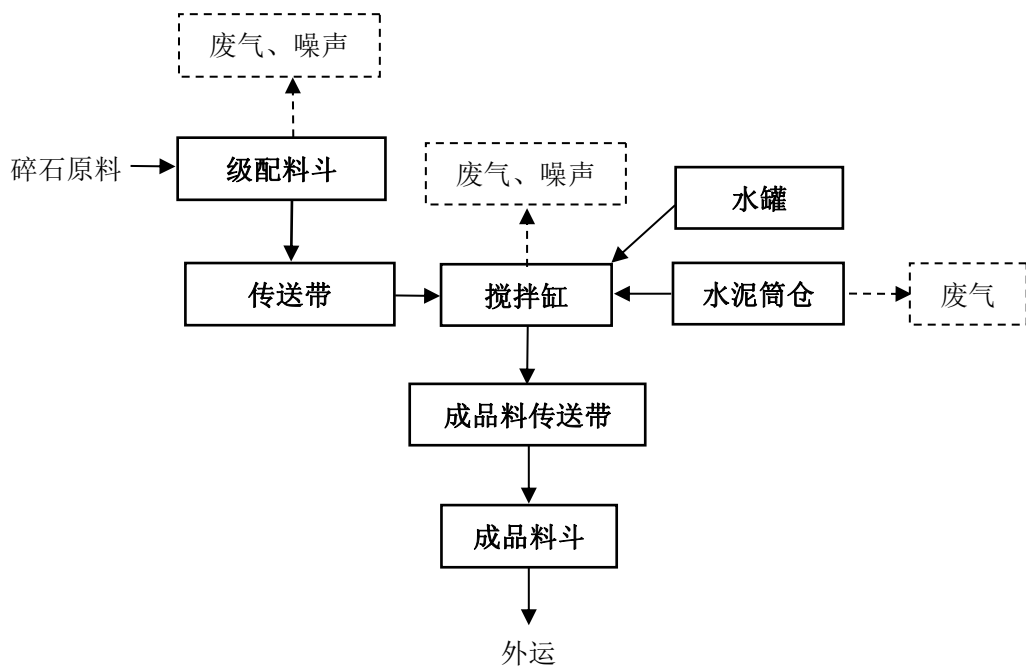 废气、噪声
碎石原料
级配料斗
废气、噪声
水罐
传送带
搅拌缸
水泥筒仓
废气
成品料传送带
成品料斗
外运